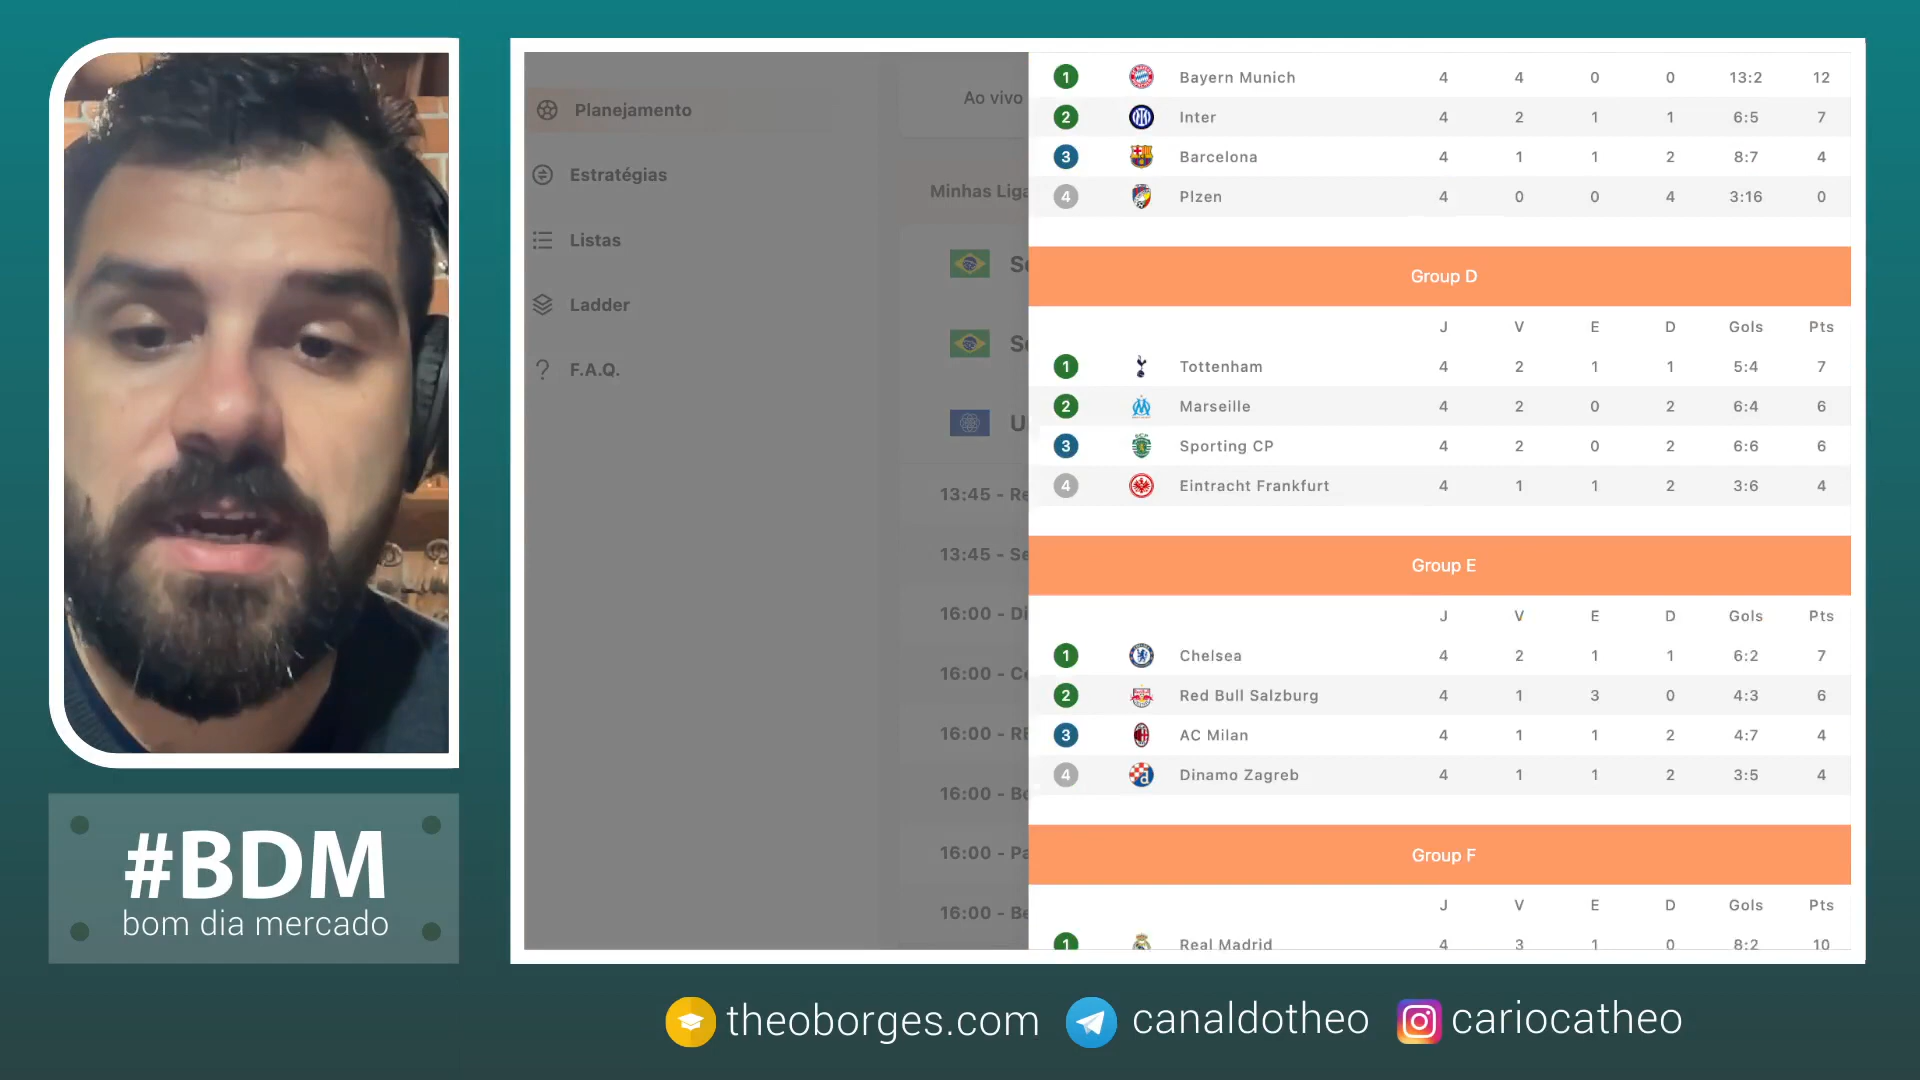 Planejamento
Estratégias
Listas
Ladder
F.A.Q.
Ao vivo
Minhas Liga
13:45 - Re
13:45 - Se
16:00 - Di
16:00 - Ce
16:00 - RE
16:00 - Bo
16:00 - Pa
16:00 - Be
1 Bayern Munich 4 4 0 0 13:2 12
2 Inter 4 2 1 1 6:5 7
3 Barcelona 4 1 1 2 8:7 4
4 Plzen 4 0 0 4 3:16 0
Group D
J V E D Gols Pts
1 Tottenham 4 2 1 1 5:4 7
2 Marseille 4 2 0 2 6:4 6
3 Sporting CP 4 2 0 2 6:6 6
4 Eintracht Frankfurt 4 1 1 2 3:6 4
Group E
J V E D Gols Pts
1 Chelsea 4 2 1 1 6:2 7
2 Red Bull Salzburg 4 1 3 0 4:3 6
3 AC Milan 4 1 1 2 4:7 4
4 Dinamo Zagreb 4 1 1 2 3:5 4
Group F
J V E D Gols Pts
1 Real Madrid 4 3 1 0 8:2 10
#BDM
bom dia mercado
theoborges.com canaldotheo cariocatheo